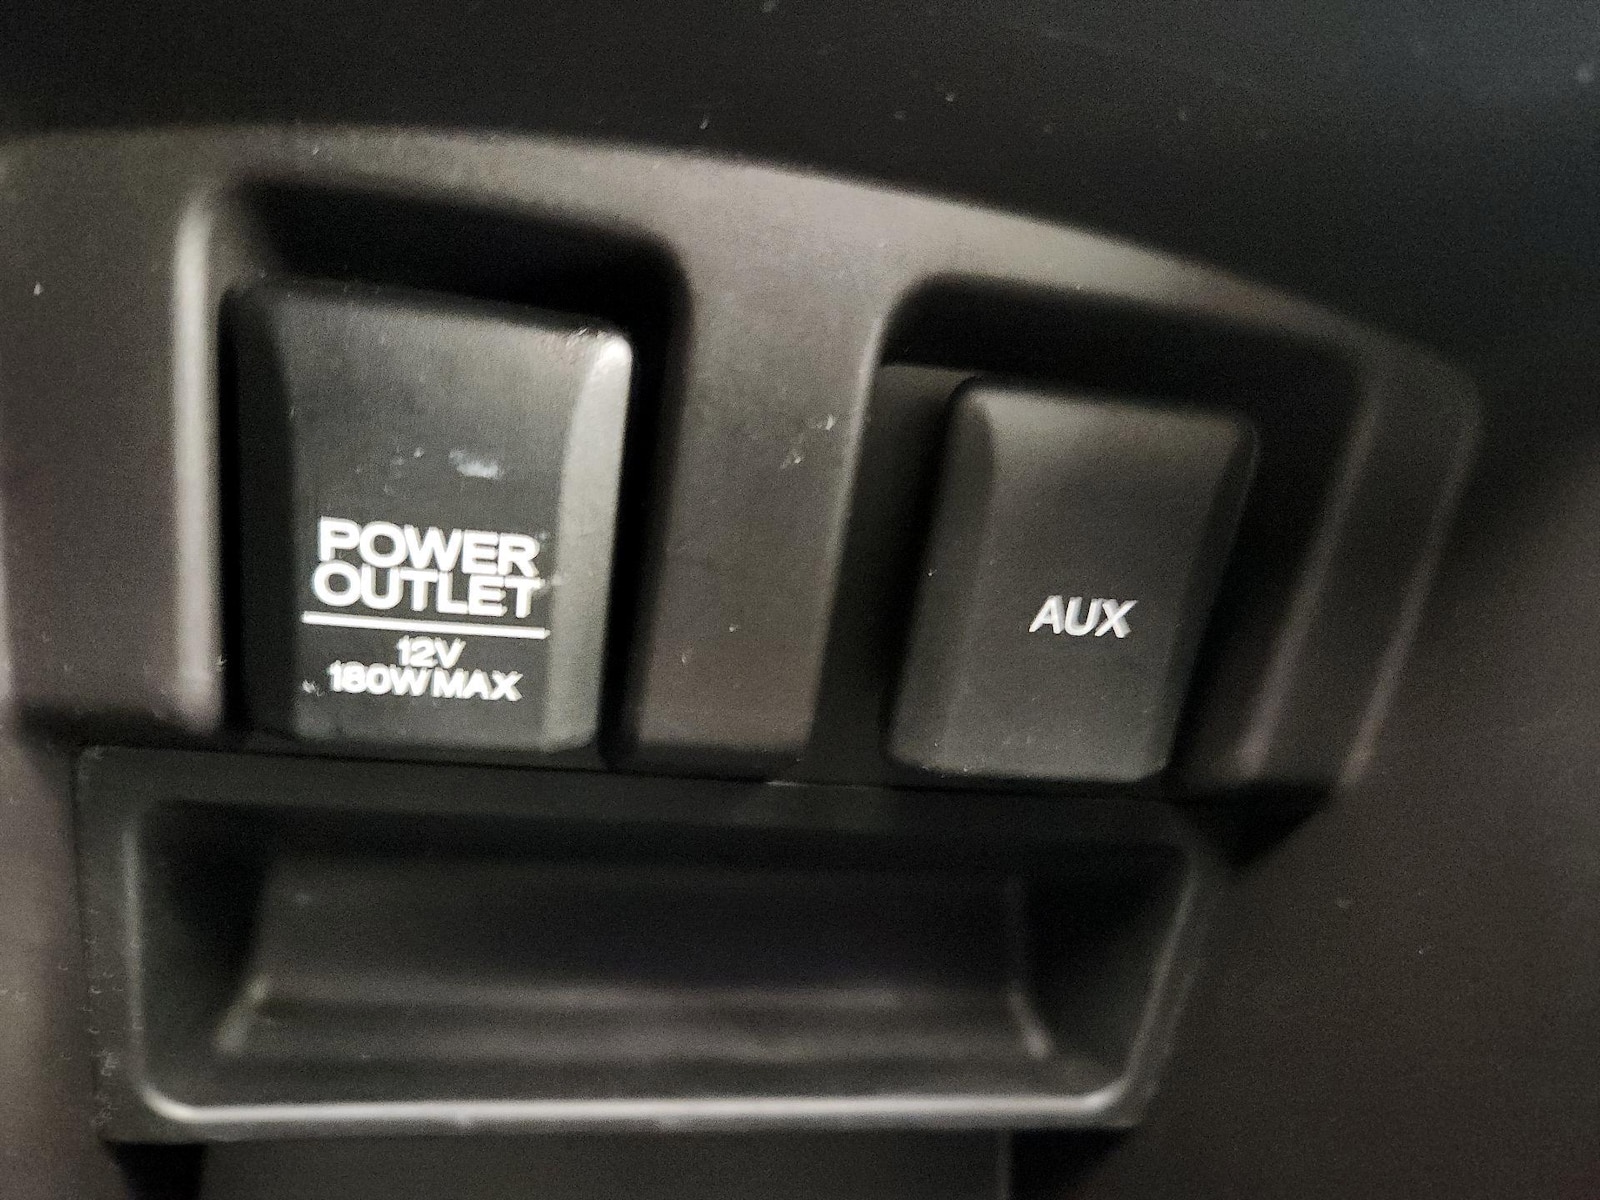 POWER
OUTLET
12V
180W MAX
AUX